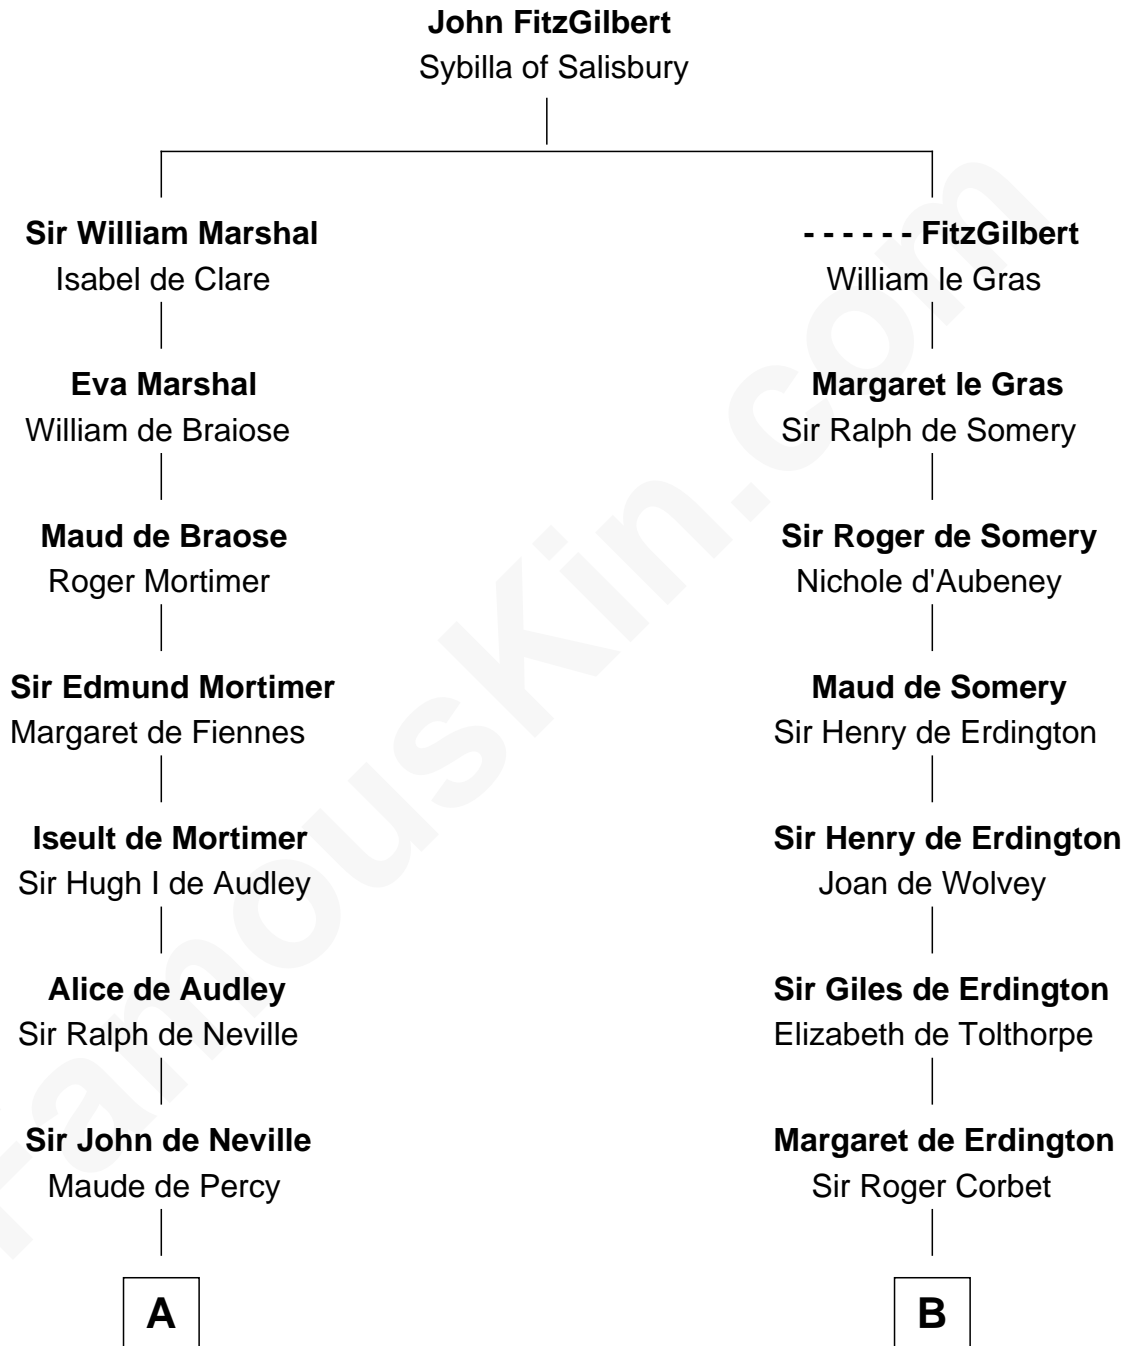 John FitzGilbert
Sybilla of Salisbury
Sir William Marshal
Isabel de Clare
- - - - - - FitzGilbert
William le Gras
Eva Marshal
William de Braiose
Margaret le Gras
Sir Ralph de Somery
Maud de Braose
Roger Mortimer
Sir Roger de Somery
Nichole d'Aubeney
Sir Edmund Mortimer
Margaret de Fiennes
Maud de Somery
Sir Henry de Erdington
Iseult de Mortimer
Sir Hugh I de Audley
Sir Henry de Erdington
Joan de Wolvey
Alice de Audley
Sir Ralph de Neville
Sir Giles de Erdington
Elizabeth de Tolthorpe
Sir John de Neville
Maude de Percy
Margaret de Erdington
Sir Roger Corbet
A
B
FamousKin.com